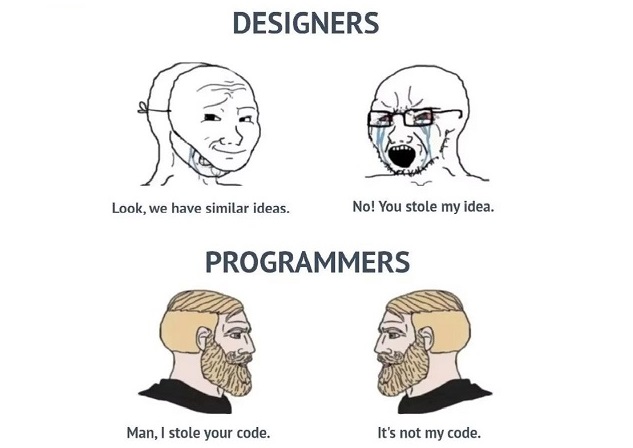 DESIGNERS
Look, we have similar ideas.
No! You stole my idea.
PROGRAMMERS
Man, I stole your code.
It's not my code.